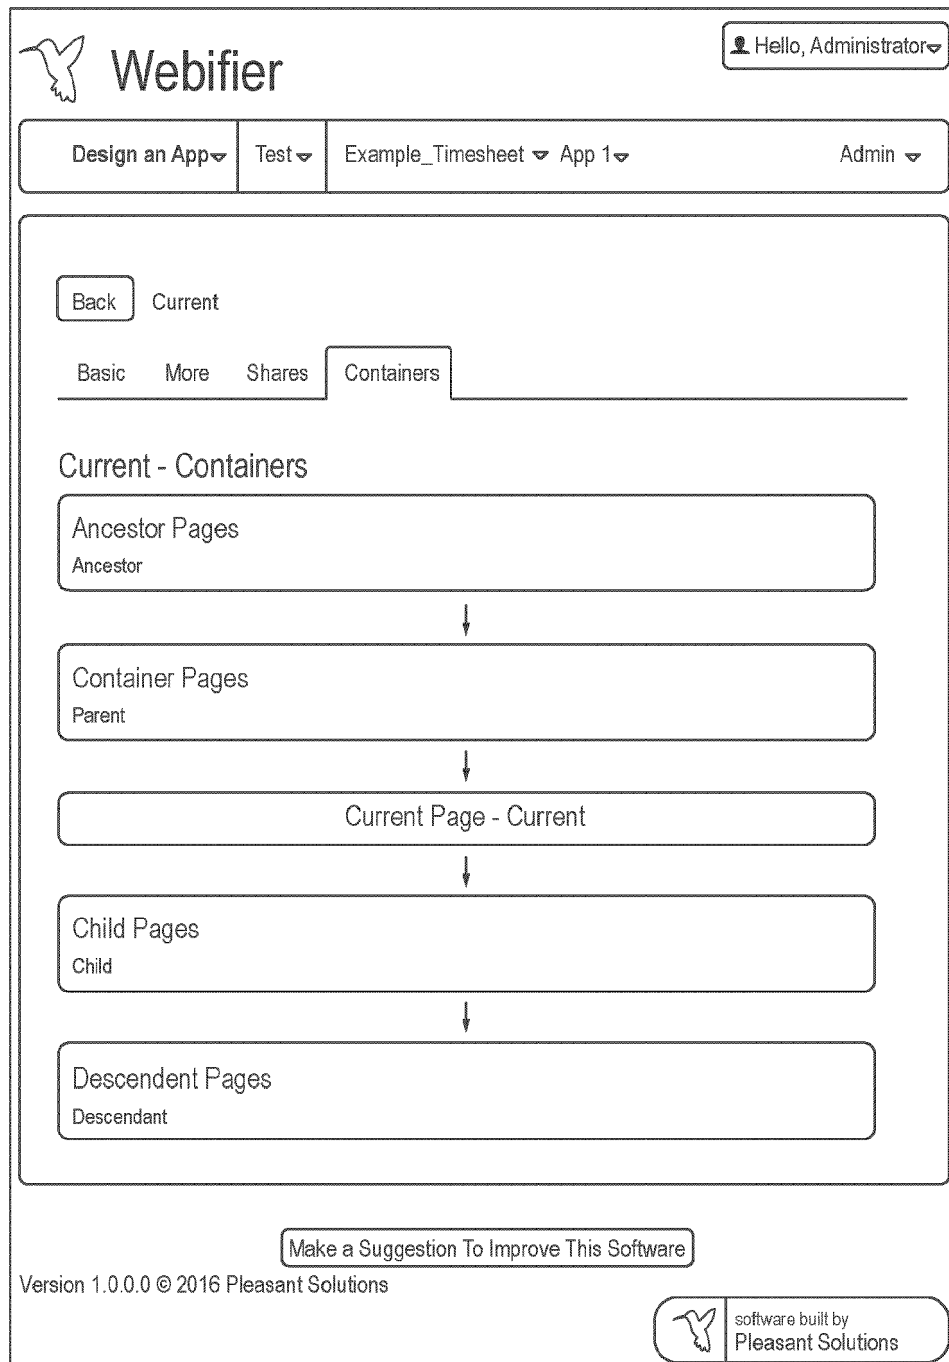 Webifier
Hello, Administrator
Design an App Test Example_Timesheet App 1 Admin
Back Current
Basic More Shares Containers
Current - Containers
Ancestor Pages
Ancestor
Container Pages
Parent
Current Page - Current
Child Pages
Child
Descendent Pages
Descendant
Make a Suggestion To Improve This Software
Version 1.0.0.0 © 2016 Pleasant Solutions
software built by
Pleasant Solutions